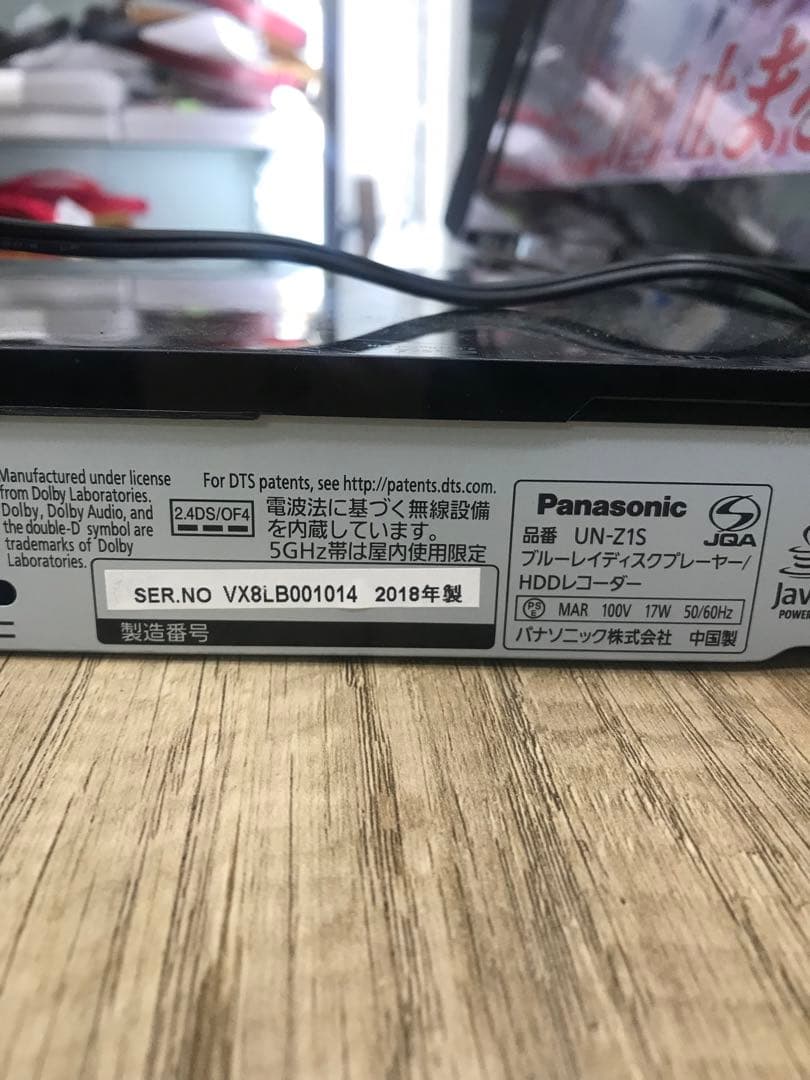 Manufactured under license
from Dolby Laboratories.
Dolby, Dolby Audio, and
the double-D symbol are
trademarks of Dolby
Laboratories.
For DTS patents, see http://patents.dts.com.
2.4DS/OF4
電波法に基づく無線設備
を内蔵しています。
5GHz帯は屋内使用限定
SER.NO VX8LB001014 2018年製
製造番号
Panasonic
JQA
品番 UN-Z1S
ブルーレイディスクプレーヤー/
HDDレコーダー
PS E MAR 100V 17W 50/60Hz
パナソニック株式会社 中国製